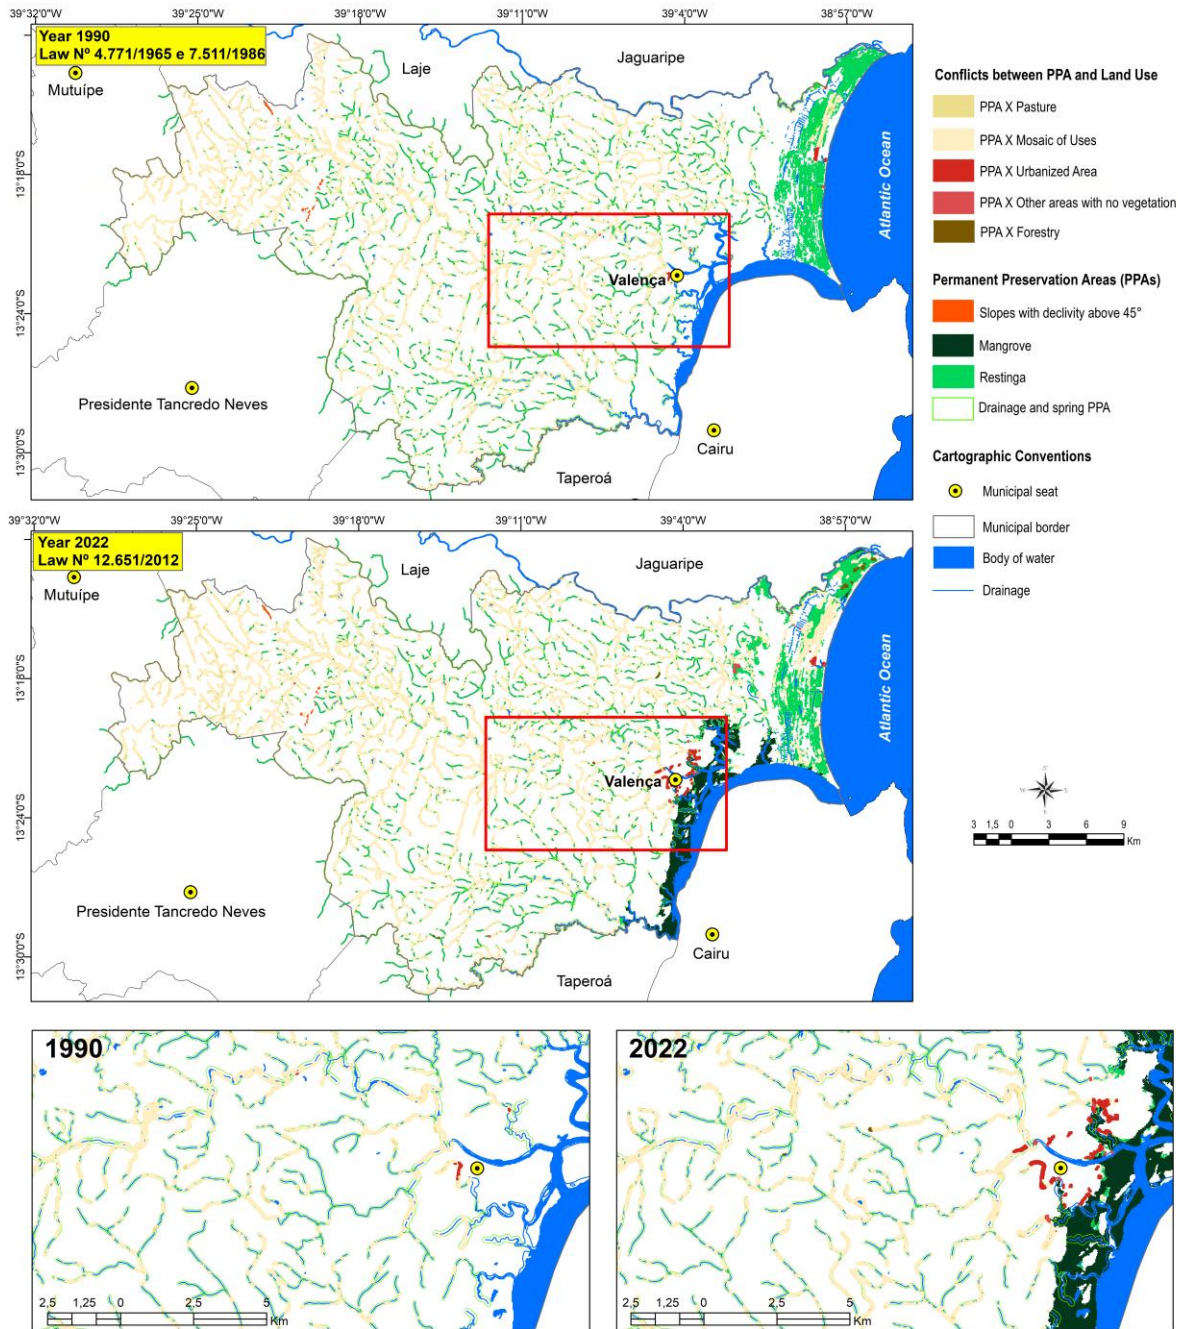 39°32'0"W 39°25'0"W 39°18'0"W 39°11'0"W 39°4'0"W 38°57'0"W
Year 1990
Law Nº 4.771/1965 e 7.511/1986
Mutuípe
Laje
Jaguaripe
Atlantic Ocean
13°18'0"S
Valença
13°24'0"S
Presidente Tancredo Neves
Cairu
13°30'0"S
Taperoá
39°32'0"W 39°25'0"W 39°18'0"W 39°11'0"W 39°4'0"W 38°57'0"W
Year 2022
Law Nº 12.651/2012
Mutuípe
Laje
Jaguaripe
Atlantic Ocean
13°18'0"S
Valença
13°24'0"S
Presidente Tancredo Neves
Cairu
13°30'0"S
Taperoá
Conflicts between PPA and Land Use
PPA X Pasture
PPA X Mosaic of Uses
PPA X Urbanized Area
PPA X Other areas with no vegetation
PPA X Forestry
Permanent Preservation Areas (PPAs)
Slopes with declivity above 45°
Mangrove
Restinga
Drainage and spring PPA
Cartographic Conventions
Municipal seat
Municipal border
Body of water
Drainage
3 1,5 0 3 6 9
Km
1990
2,5 1,25 0 2,5 5
Km
2022
2,5 1,25 0 2,5 5
Km